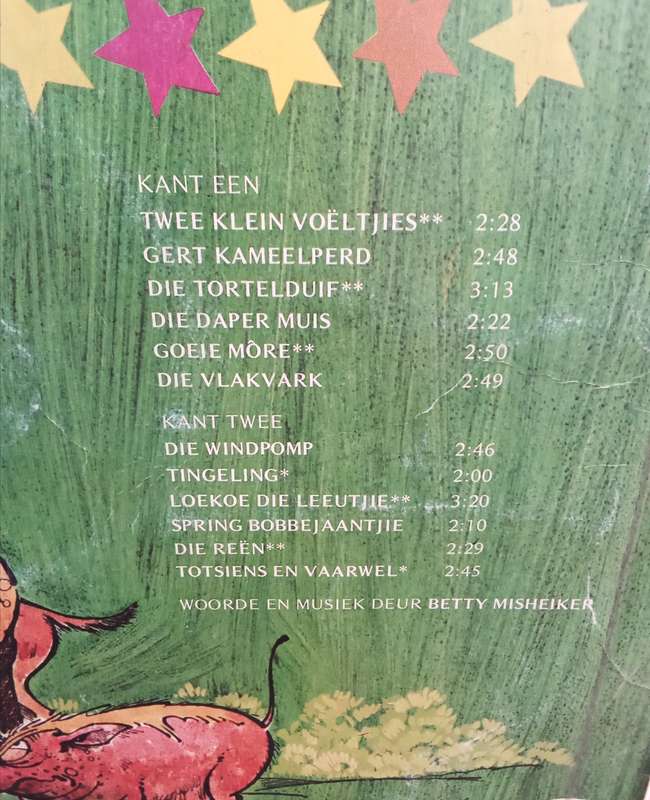 KANT EEN
TWEE KLEIN VOËLTJIES** 2:28
GERT KAMEELPERD 2:48
DIE TORTELDUIF** 3:13
DIE DAPER MUIS 2:22
GOEIE MÔRE** 2:50
DIE VLAKVARK 2:49
KANT TWEE
DIE WINDPOMP 2:46
TINGELING* 2:00
LOEKOE DIE LEEUTJIE** 3:20
SPRING BOBBEJAANTJIE 2:10
DIE REËN** 2:29
TOTSIENS EN VAARWEL* 2:45
WOORDE EN MUSIEK DEUR BETTY MISHEIKER